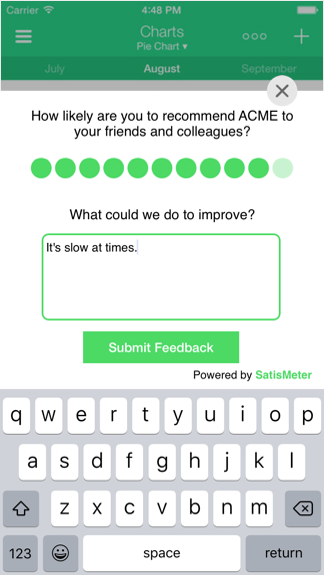 Carrier 4:48 PM
Charts
Pie Chart ▾
July August September
How likely are you to recommend ACME to
your friends and colleagues?
What could we do to improve?
It's slow at times.
Submit Feedback
Powered by SatisMeter
q w e r t y u i o p
a s d f g h j k l
z x c v b n m
123 space return